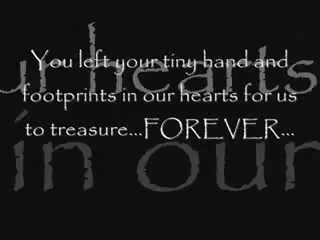 ur hearts
You left your tiny hand and
footprints in our hearts for us
to treasure...FOREVER...
in our